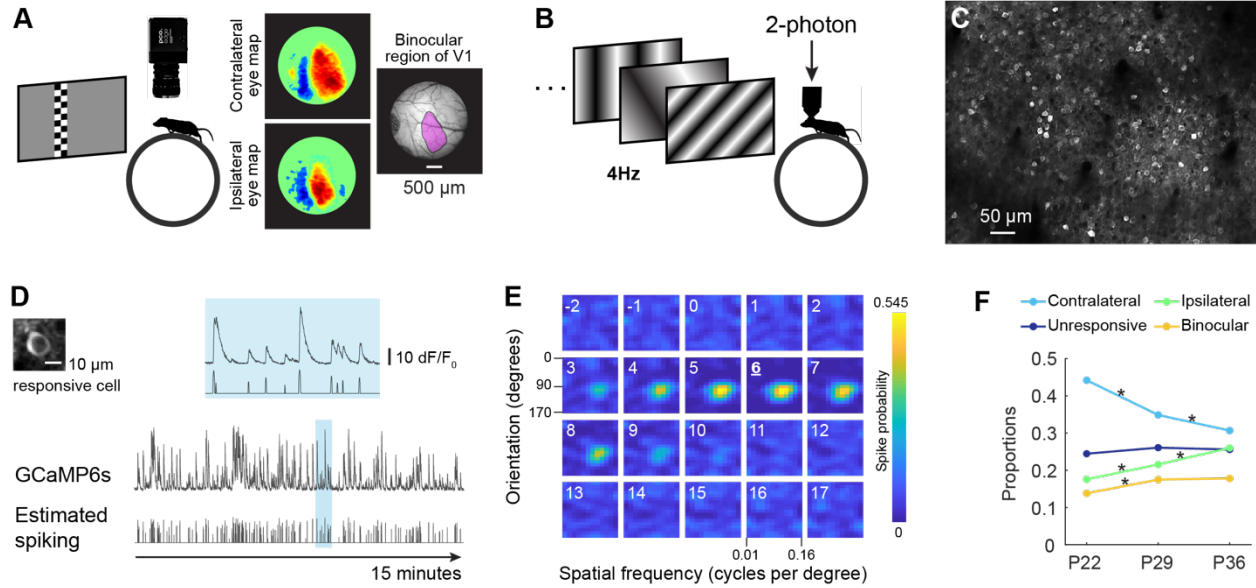 A
pco.
edge
Contralateral
eye map
Ipsilateral
eye map
Binocular
region of V1
500 µm
B
2-photon
...
4Hz
C
50 µm
D
10 µm
responsive cell
10 dF/F0
GCaMP6s
Estimated
spiking
15 minutes
E
Orientation (degrees)
0
90
170
-2 -1 0 1 2
3 4 5 6 7
8 9 10 11 12
13 14 15 16 17
0.01 0.16
Spatial frequency (cycles per degree)
0.545
Spike probability
0
F
Contralateral Ipsilateral
Unresponsive Binocular
Proportions
0.5
0.4
0.3
0.2
0.1
0
* * * * *
P22 P29 P36